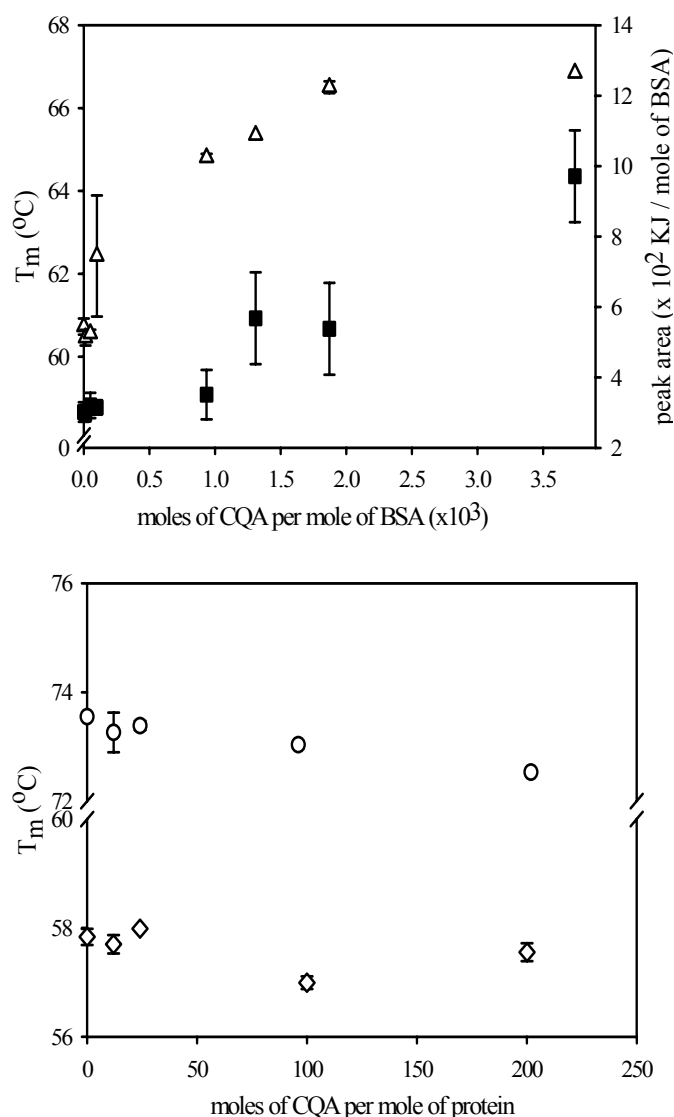 68
66
64
62
60
0
T_m (°C)
14
12
10
8
6
4
2
peak area (x 10² KJ / mole of BSA)
0.0 0.5 1.0 1.5 2.0 2.5 3.0 3.5
moles of CQA per mole of BSA (x10³)
76
74
72
60
58
56
T_m (°C)
0 50 100 150 200 250
moles of CQA per mole of protein